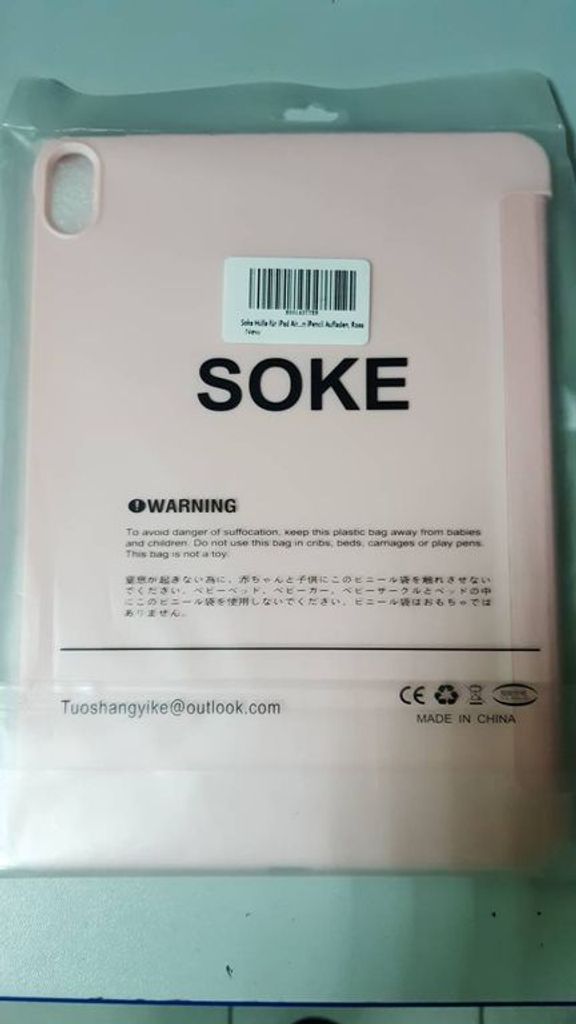 Soke Hülle für iPad Air...n iPencil Aufladen, Rosa
New
SOKE
WARNING
To avoid danger of suffocation, keep this plastic bag away from babies
and children. Do not use this bag in cribs, beds, carriages or play pens.
This bag is not a toy.
窒息が起きない為に、赤ちゃんと子供にこのビニール袋を触れさせない
でください。ベビーベッド、ベビーカー、ベビーサークルとベッドの中
にこのビニール袋を使用しないでください。ビニール袋はおもちゃでは
ありません。
Tuoshangyike@outlook.com
CE
MADE IN CHINA